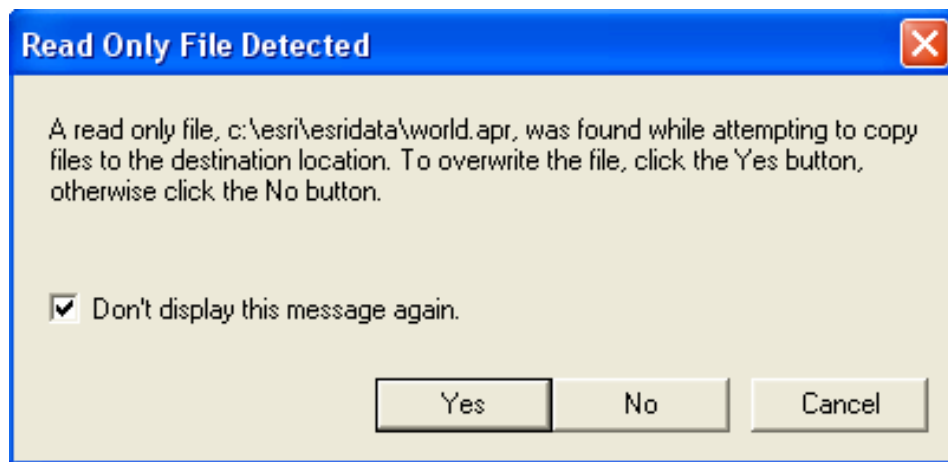 Read Only File Detected
A read only file, c:\esri\esridata\world.apr, was found while attempting to copy
files to the destination location. To overwrite the file, click the Yes button,
otherwise click the No button.
Don't display this message again.
Yes No Cancel